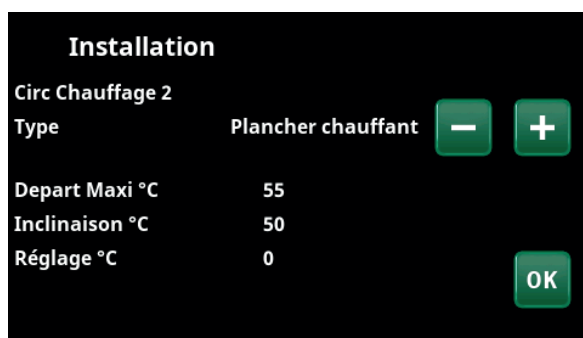 Installation
Circ Chauffage 2
Type Plancher chauffant − +
Depart Maxi °C 55
Inclinaison °C 50
Réglage °C 0
OK